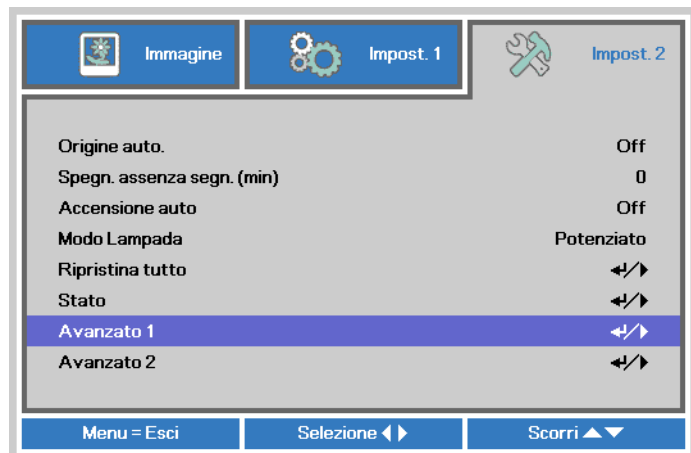 Immagine Impost. 1 Impost. 2
Origine auto. Off
Spegn. assenza segn. (min) 0
Accensione auto Off
Modo Lampada Potenziato
Ripristina tutto ↵/▶
Stato ↵/▶
Avanzato 1 ↵/▶
Avanzato 2 ↵/▶
Menu = Esci Selezione ◀▶ Scorri ▲▼